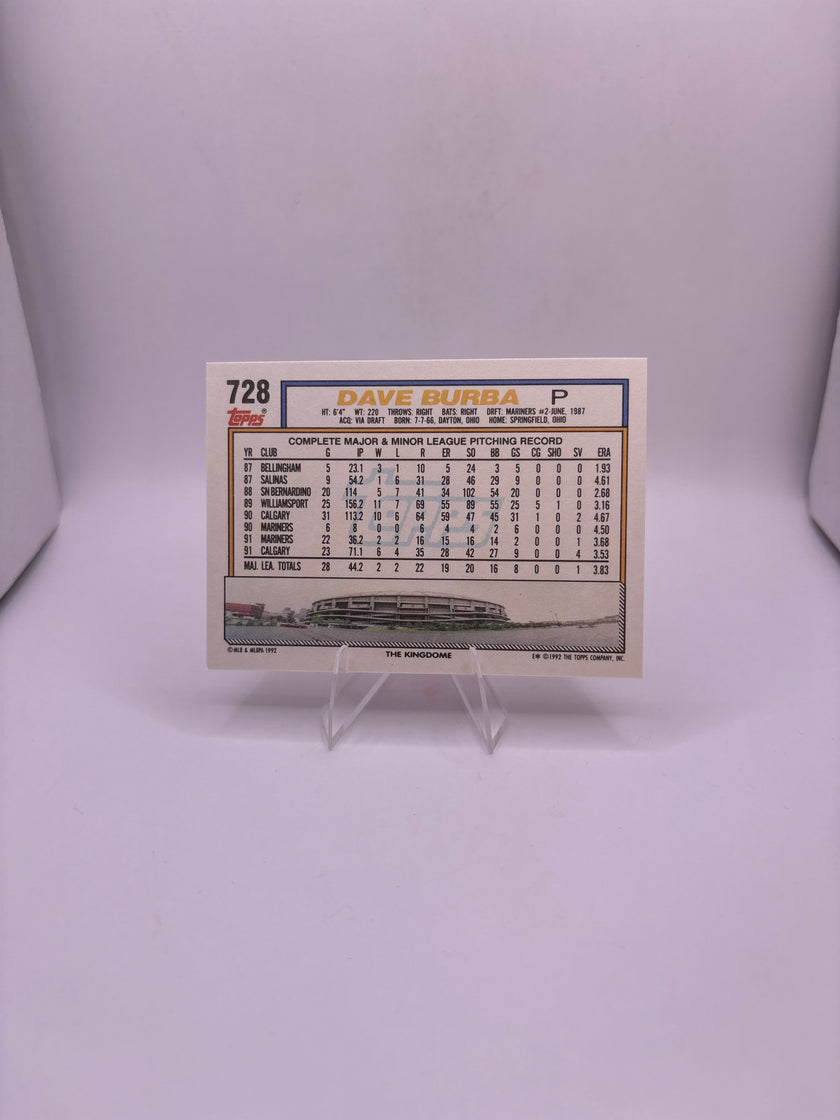 728
Topps®
DAVE BURBA P
HT: 6'4" WT: 220 THROWS: RIGHT BATS: RIGHT DRFT: MARINERS #2-JUNE, 1987
ACQ: VIA DRAFT BORN: 7-7-66, DAYTON, OHIO HOME: SPRINGFIELD, OHIO
COMPLETE MAJOR & MINOR LEAGUE PITCHING RECORD
YR CLUB G IP W L R ER SO BB GS CG SHO SV ERA
87 BELLINGHAM 5 23.1 3 1 10 5 24 3 5 0 0 0 1.93
87 SALINAS 9 54.2 1 6 31 28 46 29 9 0 0 0 4.61
88 SN BERNARDINO 20 114 5 7 41 34 102 54 20 0 0 0 2.68
89 WILLIAMSPORT 25 156.2 11 7 69 55 89 55 25 5 1 0 3.16
90 CALGARY 31 113.2 10 6 64 59 47 45 31 1 0 2 4.67
90 MARINERS 6 8 0 0 6 4 4 2 6 0 0 0 4.50
91 MARINERS 22 36.2 2 2 16 15 16 14 2 0 0 1 3.68
91 CALGARY 23 71.1 6 4 35 28 42 27 9 0 0 4 3.53
MAJ. LEA. TOTALS 28 44.2 2 2 22 19 20 16 8 0 0 1 3.83
Topps
© MLB & MLBPA 1992 THE KINGDOME E✱ © 1992 THE TOPPS COMPANY, INC.